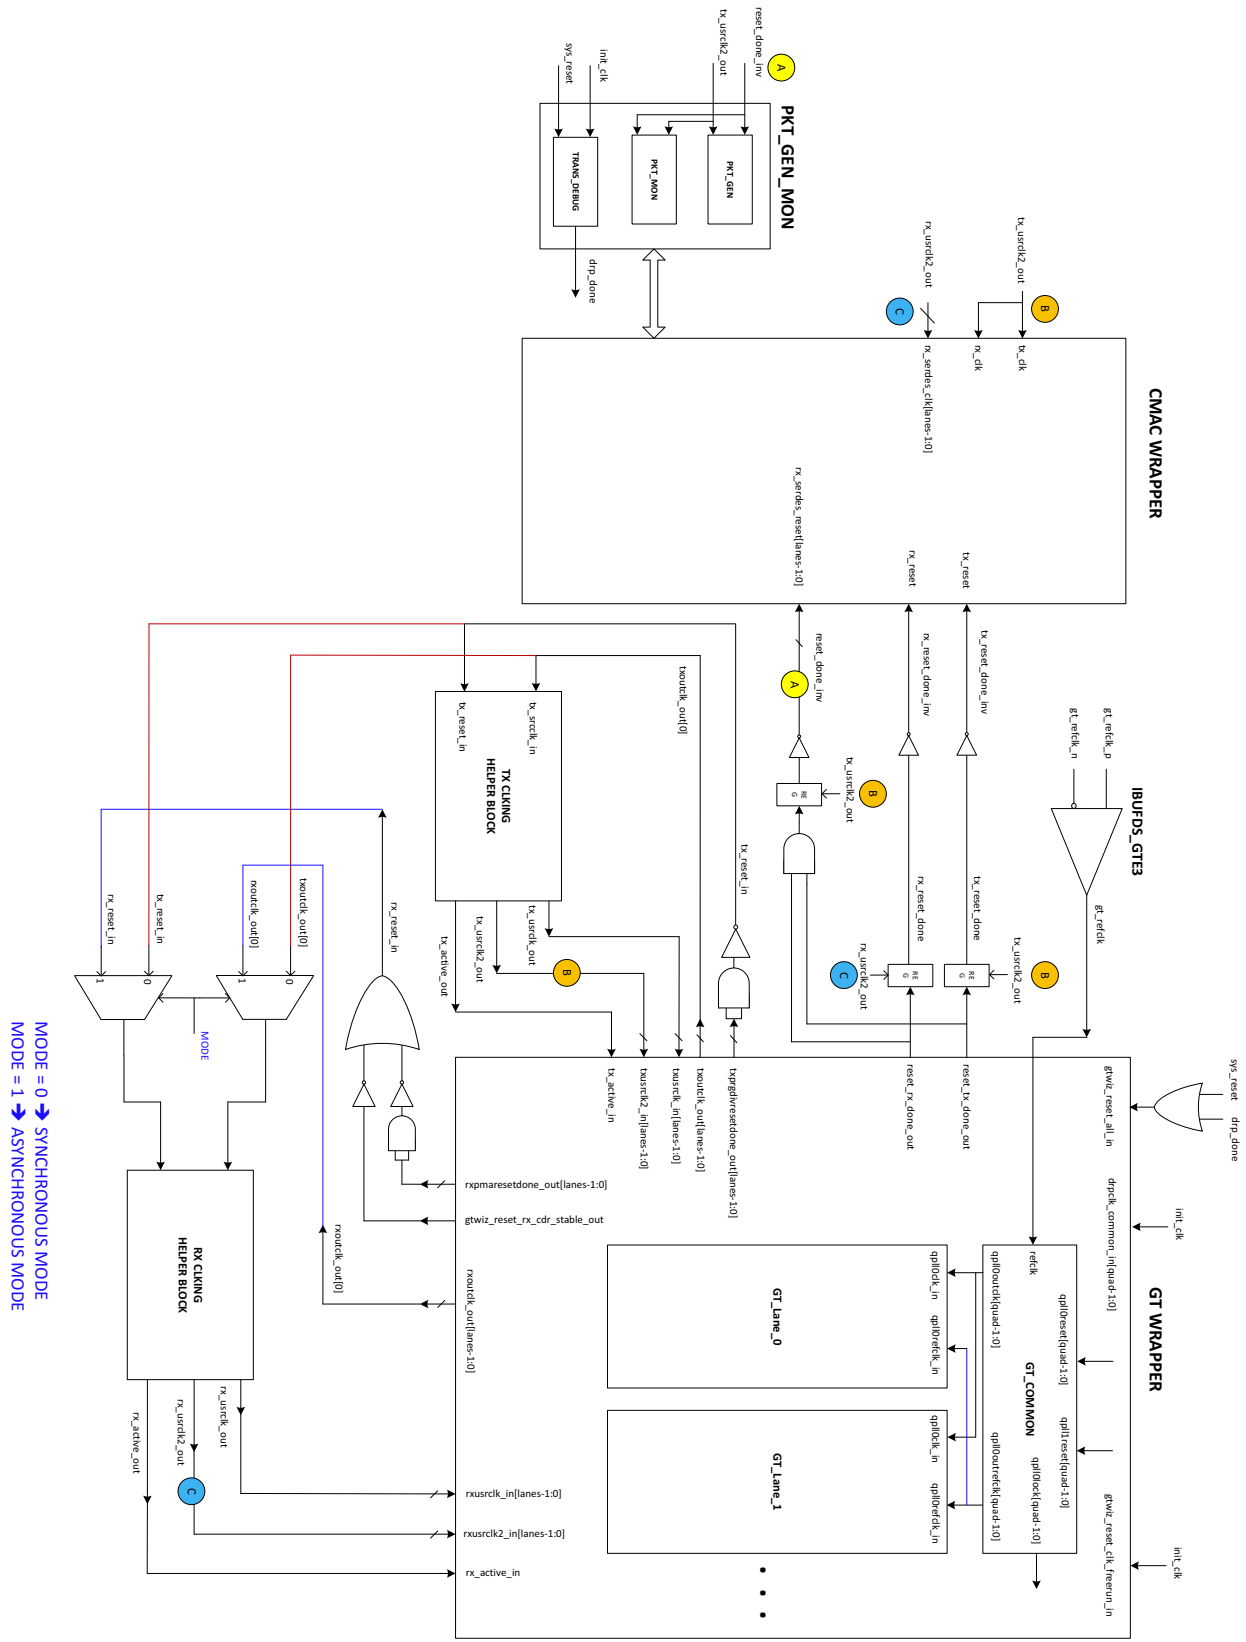 sys_reset
init_clk
tx_usrclk2_out
reset_done_inv
A
PKT_GEN_MON
TRANS_DEBUG
PKT_MON
PKT_GEN
drp_done
rx_usrclk2_out
C
tx_usrclk2_out
B
CMAC WRAPPER
rx_serdes_clk[lanes-1:0]
rx_clk
tx_clk
rx_serdes_reset[lanes-1:0]
rx_reset
tx_reset
reset_done_inv
A
rx_reset_done_inv
tx_reset_done_inv
gt_refclk_n
gt_refclk_p
IBUFDS_GTE3
gt_refclk
RE
G
tx_usrclk2_out
B
rx_reset_done
tx_reset_done
RE
G
rx_usrclk2_out
C
RE
G
tx_usrclk2_out
B
txoutclk_out[0]
tx_reset_in
tx_reset_in
tx_srcclk_in
TX CLKING
HELPER BLOCK
tx_active_out
tx_usrclk2_out
tx_usrclk_out
B
rx_reset_in
rx_reset_in
tx_reset_in
rxoutclk_out[0]
txoutclk_out[0]
1
0
1
0
MODE
MODE = 0 ➔ SYNCHRONOUS MODE
MODE = 1 ➔ ASYNCHRONOUS MODE
RX CLKING
HELPER BLOCK
rx_active_out
rx_usrclk2_out
rx_usrclk_out
C
rxoutclk_out[0]
tx_active_in
txusrclk2_in[lanes-1:0]
txusrclk_in[lanes-1:0]
txoutclk_out[lanes-1:0]
txprgdivresetdone_out[lanes-1:0]
reset_rx_done_out
reset_tx_done_out
gtwiz_reset_all_in
sys_reset
drp_done
rxpmaresetdone_out[lanes-1:0]
gtwiz_reset_rx_cdr_stable_out
rxoutclk_out[lanes-1:0]
rxusrclk_in[lanes-1:0]
rxusrclk2_in[lanes-1:0]
rx_active_in
drpclk_common_in[quad-1:0]
init_clk
GT WRAPPER
gtwiz_reset_clk_freerun_in
init_clk
GT_COMMON
refclk
qpll0outclk[quad-1:0]
qpll0reset[quad-1:0]
qpll1reset[quad-1:0]
qpll0outrefclk[quad-1:0]
qpll0lock[quad-1:0]
GT_Lane_0
qpll0clk_in
qpll0refclk_in
GT_Lane_1
qpll0clk_in
qpll0refclk_in